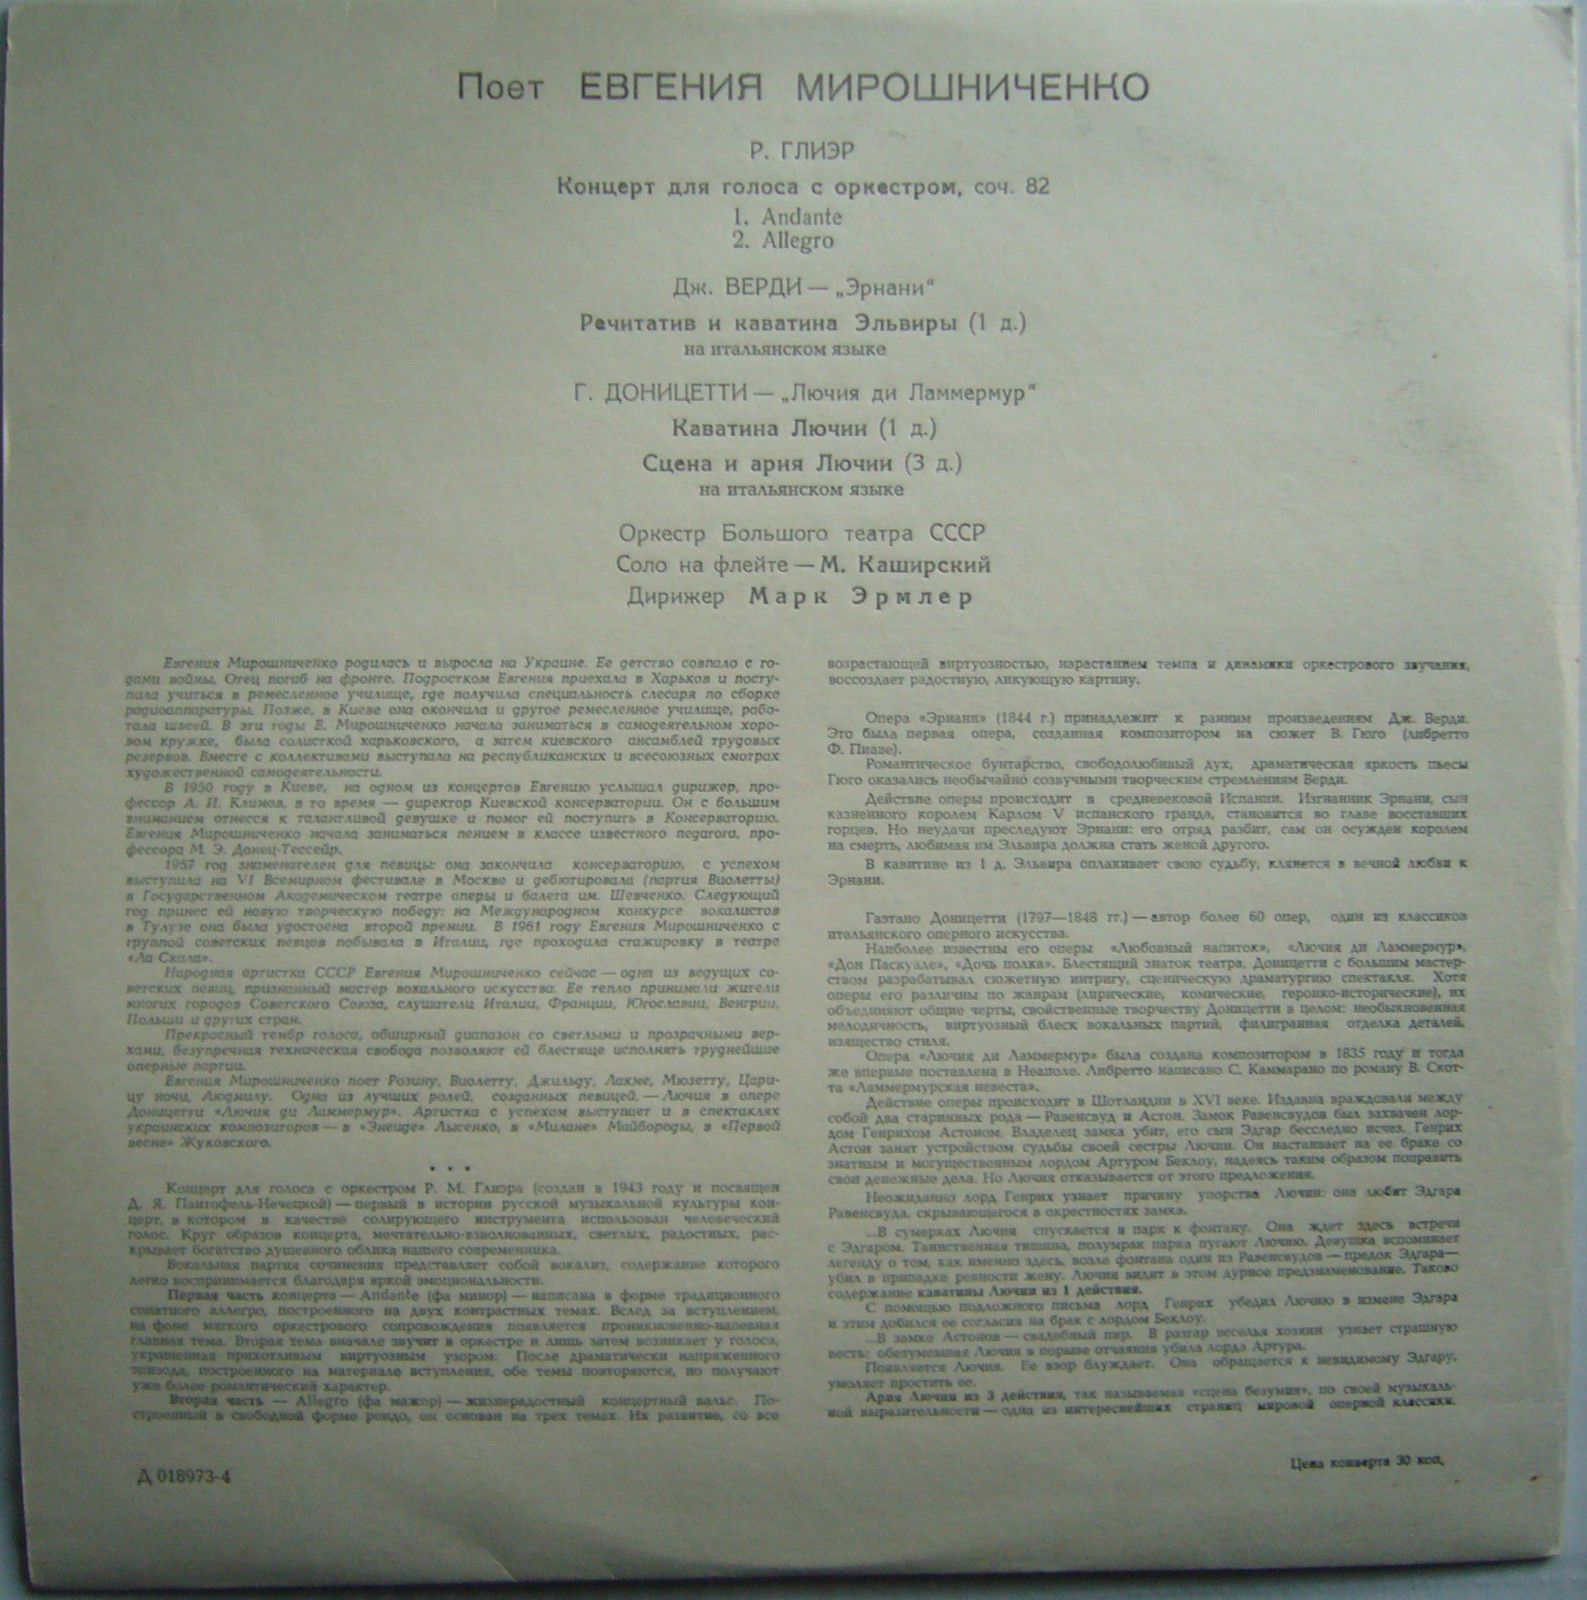 Поет ЕВГЕНИЯ МИРОШНИЧЕНКО
Р. ГЛИЭР
Концерт для голоса с оркестром, соч. 82
1. Andante
2. Allegro
Дж. ВЕРДИ — „Эрнани“
Речитатив и каватина Эльвиры (1 д.)
на итальянском языке
Г. ДОНИЦЕТТИ — „Лючия ди Ламмермур“
Каватина Лючии (1 д.)
Сцена и ария Лючии (3 д.)
на итальянском языке
Оркестр Большого театра СССР
Соло на флейте — М. Каширский
Дирижер Марк Эрмлер
Евгения Мирошниченко родилась и выросла на Украине. Ее детство совпало с го-
дами войны. Отец погиб на фронте. Подростком Евгения приехала в Харьков и посту-
пила учиться в ремесленное училище, где получила специальность слесаря по сборке
радиоаппаратуры. Позже, в Киеве она окончила и другое ремесленное училище, рабо-
тала швеей. В эти годы Е. Мирошниченко начала заниматься в самодеятельном хоро-
вом кружке, была солисткой харьковского, а затем киевского ансамблей трудовых
резервов. Вместе с коллективами выступала на республиканских и всесоюзных смотрах
художественной самодеятельности.
В 1950 году в Киеве, на одном из концертов Евгению услышал дирижер, про-
фессор А. И. Климов, в то время — директор Киевской консерватории. Он с большим
вниманием отнесся к талантливой девушке и помог ей поступить в Консерваторию.
Евгения Мирошниченко начала заниматься пением в классе известного педагога, про-
фессора М. Э. Донец-Тессейр.
1957 год знаменателен для певицы: она закончила консерваторию, с успехом
выступила на VI Всемирном фестивале в Москве и дебютировала (партия Виолетты)
в Государственном Академическом театре оперы и балета им. Шевченко. Следующий
год принес ей новую творческую победу: на Международном конкурсе вокалистов
в Тулузе она была удостоена второй премии. В 1961 году Евгения Мирошниченко с
группой советских певцов побывала в Италии, где проходила стажировку в театре
«Ла Скала».
Народная артистка СССР Евгения Мирошниченко сейчас — одна из ведущих со-
ветских певиц, признанный мастер вокального искусства. Ее тепло принимали жители
многих городов Советского Союза, слушатели Италии, Франции, Югославии, Венгрии,
Польши и других стран.
Прекрасный тембр голоса, обширный диапазон со светлыми и прозрачными вер-
хами, безупречная техническая свобода позволяют ей блестяще исполнять труднейшие
оперные партии.
Евгения Мирошниченко поет Розину, Виолетту, Джильду, Лакме, Мюзетту, Цари-
цу ночи, Людмилу. Одна из лучших ролей, созданных певицей, — Лючия в опере
Доницетти «Лючия ди Ламмермур». Артистка с успехом выступает и в спектаклях
украинских композиторов — в «Энеиде» Лысенко, в «Милане» Майбороды, в «Первой
весне» Жуковского.
• • •
Концерт для голоса с оркестром Р. М. Глиэра (создан в 1943 году и посвящен
Д. Я. Пантофель-Нечецкой) — первый в истории русской музыкальной культуры кон-
церт, в котором в качестве солирующего инструмента использован человеческий
голос. Круг образов концерта, мечтательно-взволнованных, светлых, радостных, рас-
крывает богатство душевного облика нашего современника.
Вокальная партия сочинения представляет собой вокализ, содержание которого
легко воспринимается благодаря яркой эмоциональности.
Первая часть концерта — Andante (фа минор) — написана в форме традиционного
сонатного аллегро, построенного на двух контрастных темах. Вслед за вступлением,
на фоне мягкого оркестрового сопровождения появляется проникновенно-напевная
главная тема. Вторая тема вначале звучит в оркестре и лишь затем возникает у голоса,
украшенная прихотливым виртуозным узором. После драматически напряженного
эпизода, построенного на материале вступления, обе темы повторяются, но получают
уже более романтический характер.
Вторая часть — Allegro (фа мажор) — жизнерадостный концертный вальс. По-
строенный в свободной форме рондо, он основан на трех темах. Их развитие, со все
возрастающей виртуозностью, нарастанием темпа и динамики оркестрового звучания,
воссоздает радостную, ликующую картину.
Опера «Эрнани» (1844 г.) принадлежит к ранним произведениям Дж. Верди.
Это была первая опера, созданная композитором на сюжет В. Гюго (либретто
Ф. Пиаве).
Романтическое бунтарство, свободолюбивый дух, драматическая яркость пьесы
Гюго оказались необычайно созвучными творческим стремлениям Верди.
Действие оперы происходит в средневековой Испании. Изгнанник Эрнани, сын
казненного королем Карлом V испанского гранда, становится во главе восставших
горцев. Но неудачи преследуют Эрнани: его отряд разбит, сам он осужден королем
на смерть, любимая им Эльвира должна стать женой другого.
В кавятине из 1 д. Эльвира оплакивает свою судьбу, клянется в вечной любви к
Эрнани.
Гаэтано Доницетти (1797—1848 гг.) — автор более 60 опер, один из классиков
итальянского оперного искусства.
Наиболее известны его оперы «Любовный напиток», «Лючия ди Ламмермур»,
«Дон Паскуале», «Дочь полка». Блестящий знаток театра, Доницетти с большим мастер-
ством разрабатывал сюжетную интригу, сценическую драматургию спектакля. Хотя
оперы его различны по жанрам (лирические, комические, героико-исторические), их
объединяют общие черты, свойственные творчеству Доницетти в целом: необыкновенная
мелодичность, виртуозный блеск вокальных партий, филигранная отделка деталей,
изящество стиля.
Опера «Лючия ди Ламмермур» была создана композитором в 1835 году и тогда
же впервые поставлена в Неаполе. Либретто написано С. Каммарано по роману В. Скот-
та «Ламмермурская невеста».
Действие оперы происходит в Шотландии в XVI веке. Издавна враждовали между
собой два старинных рода — Равенсвуд и Астон. Замок Равенсвудов был захвачен лор-
дом Генрихом Астоном. Владелец замка убит, его сын Эдгар бесследно исчез. Генрих
Астон занят устройством судьбы своей сестры Лючии. Он настаивает на ее браке со
знатным и могущественным лордом Артуром Беклоу, надеясь таким образом поправить
свои денежные дела. Но Лючия отказывается от этого предложения.
Неожиданно лорд Генрих узнает причину упорства Лючии: она любит Эдгара
Равенсвуда, скрывающегося в окрестностях замка.
...В сумерках Лючия спускается в парк к фонтану. Она ждет здесь встречи
с Эдгаром. Таинственная тишина, полумрак парка пугают Лючию. Девушка вспоминает
легенду о том, как именно здесь, возле фонтана один из Равенсвудов — предок Эдгара —
убил в припадке ревности жену. Лючия видит в этом дурное предзнаменование. Таково
содержание каватины Лючии из 1 действия.
С помощью подложного письма лорд Генрих убедил Лючию в измене Эдгара
и этим добился ее согласия на брак с лордом Беклоу.
...В замке Астонов — свадебный пир. В разгар веселья хозяин узнает страшную
весть: обезумевшая Лючия в порыве отчаяния убила лорда Артура.
Появляется Лючия. Ее взор блуждает. Она обращается к невидимому Эдгару,
умоляет простить ее.
Ария Лючии из 3 действия, так называемая «сцена безумия», по своей музыкаль-
ной выразительности — одна из интереснейших страниц мировой оперной классики.
Д 018973-4
Цена конверта 30 коп.